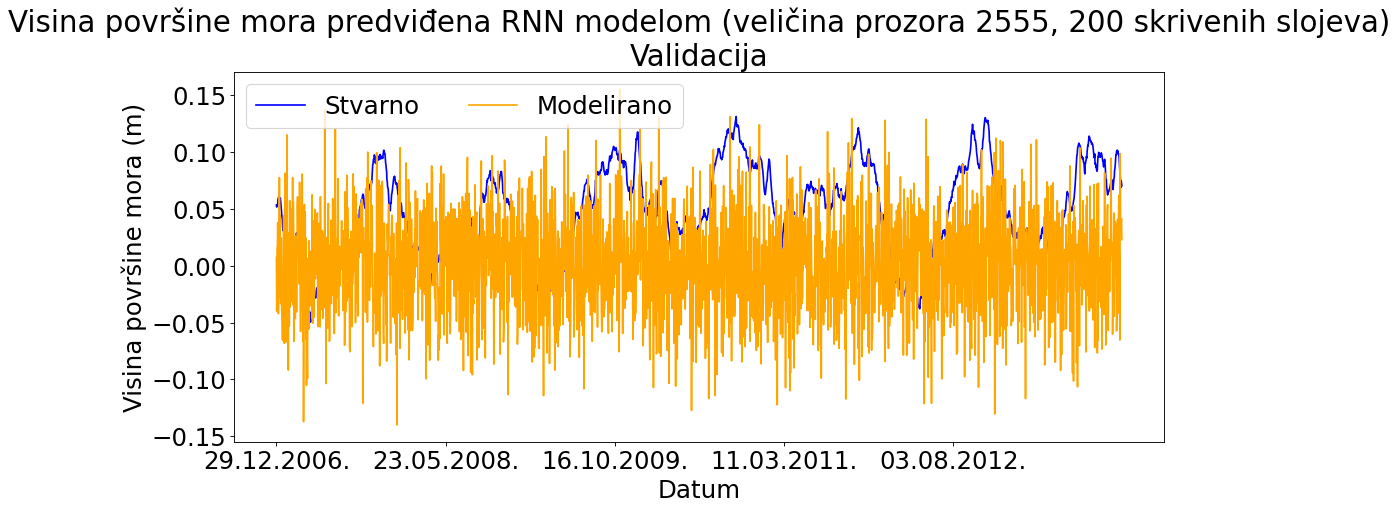 Visina površine mora predviđena RNN modelom (veličina prozora 2555, 200 skrivenih slojeva)
Validacija
Stvarno
Modelirano
Visina površine mora (m)
0.15
0.10
0.05
0.00
−0.05
−0.10
−0.15
29.12.2006.
23.05.2008.
16.10.2009.
11.03.2011.
03.08.2012.
Datum